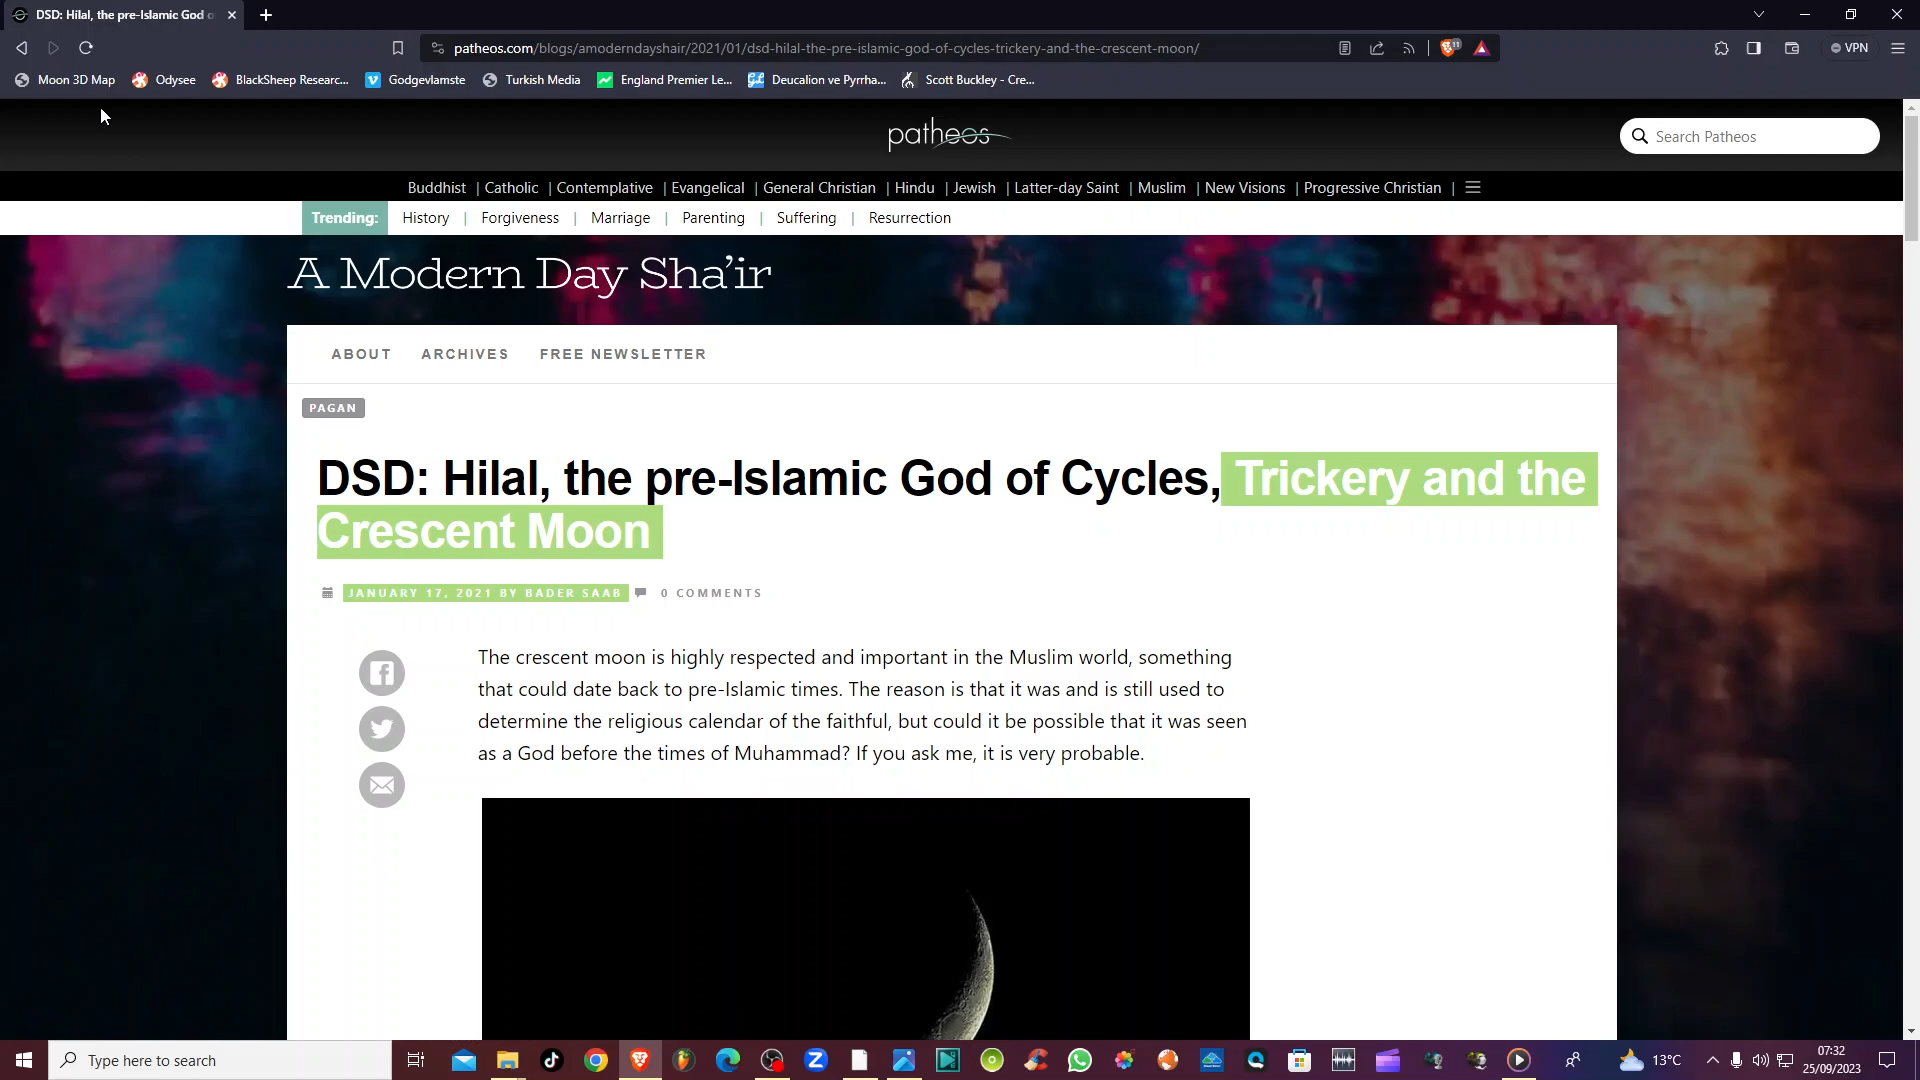 DSD: Hilal, the pre-Islamic God o
patheos.com/blogs/amoderndayshair/2021/01/dsd-hilal-the-pre-islamic-god-of-cycles-trickery-and-the-crescent-moon/
11
VPN
Moon 3D Map
Odysee
BlackSheep Researc...
Godgevlamste
Turkish Media
England Premier Le...
Deucalion ve Pyrrha...
Scott Buckley - Cre...
patheos
Search Patheos
Buddhist | Catholic | Contemplative | Evangelical | General Christian | Hindu | Jewish | Latter-day Saint | Muslim | New Visions | Progressive Christian |
Trending: History | Forgiveness | Marriage | Parenting | Suffering | Resurrection
A Modern Day Sha'ir
ABOUT ARCHIVES FREE NEWSLETTER
PAGAN
DSD: Hilal, the pre-Islamic God of Cycles, Trickery and the
Crescent Moon
JANUARY 17, 2021 BY BADER SAAB 0 COMMENTS
The crescent moon is highly respected and important in the Muslim world, something
that could date back to pre-Islamic times. The reason is that it was and is still used to
determine the religious calendar of the faithful, but could it be possible that it was seen
as a God before the times of Muhammad? If you ask me, it is very probable.
Type here to search
13°C
07:32
25/09/2023